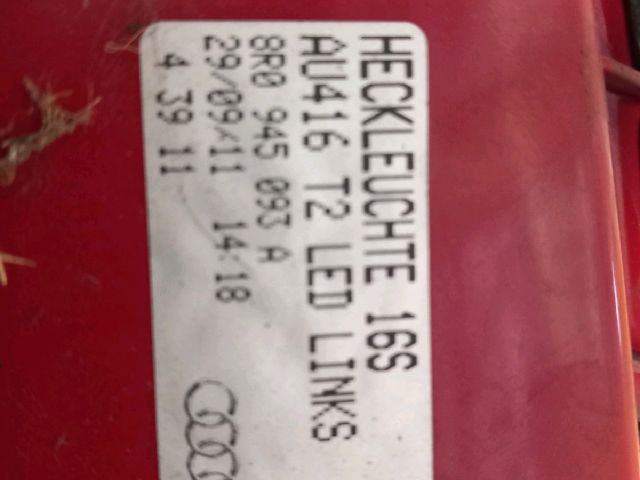 HECKLEUCHTE 16S
AU416 T2 LED LINKS
8R0 945 093 A
29/09/11 14:18
4 39 11